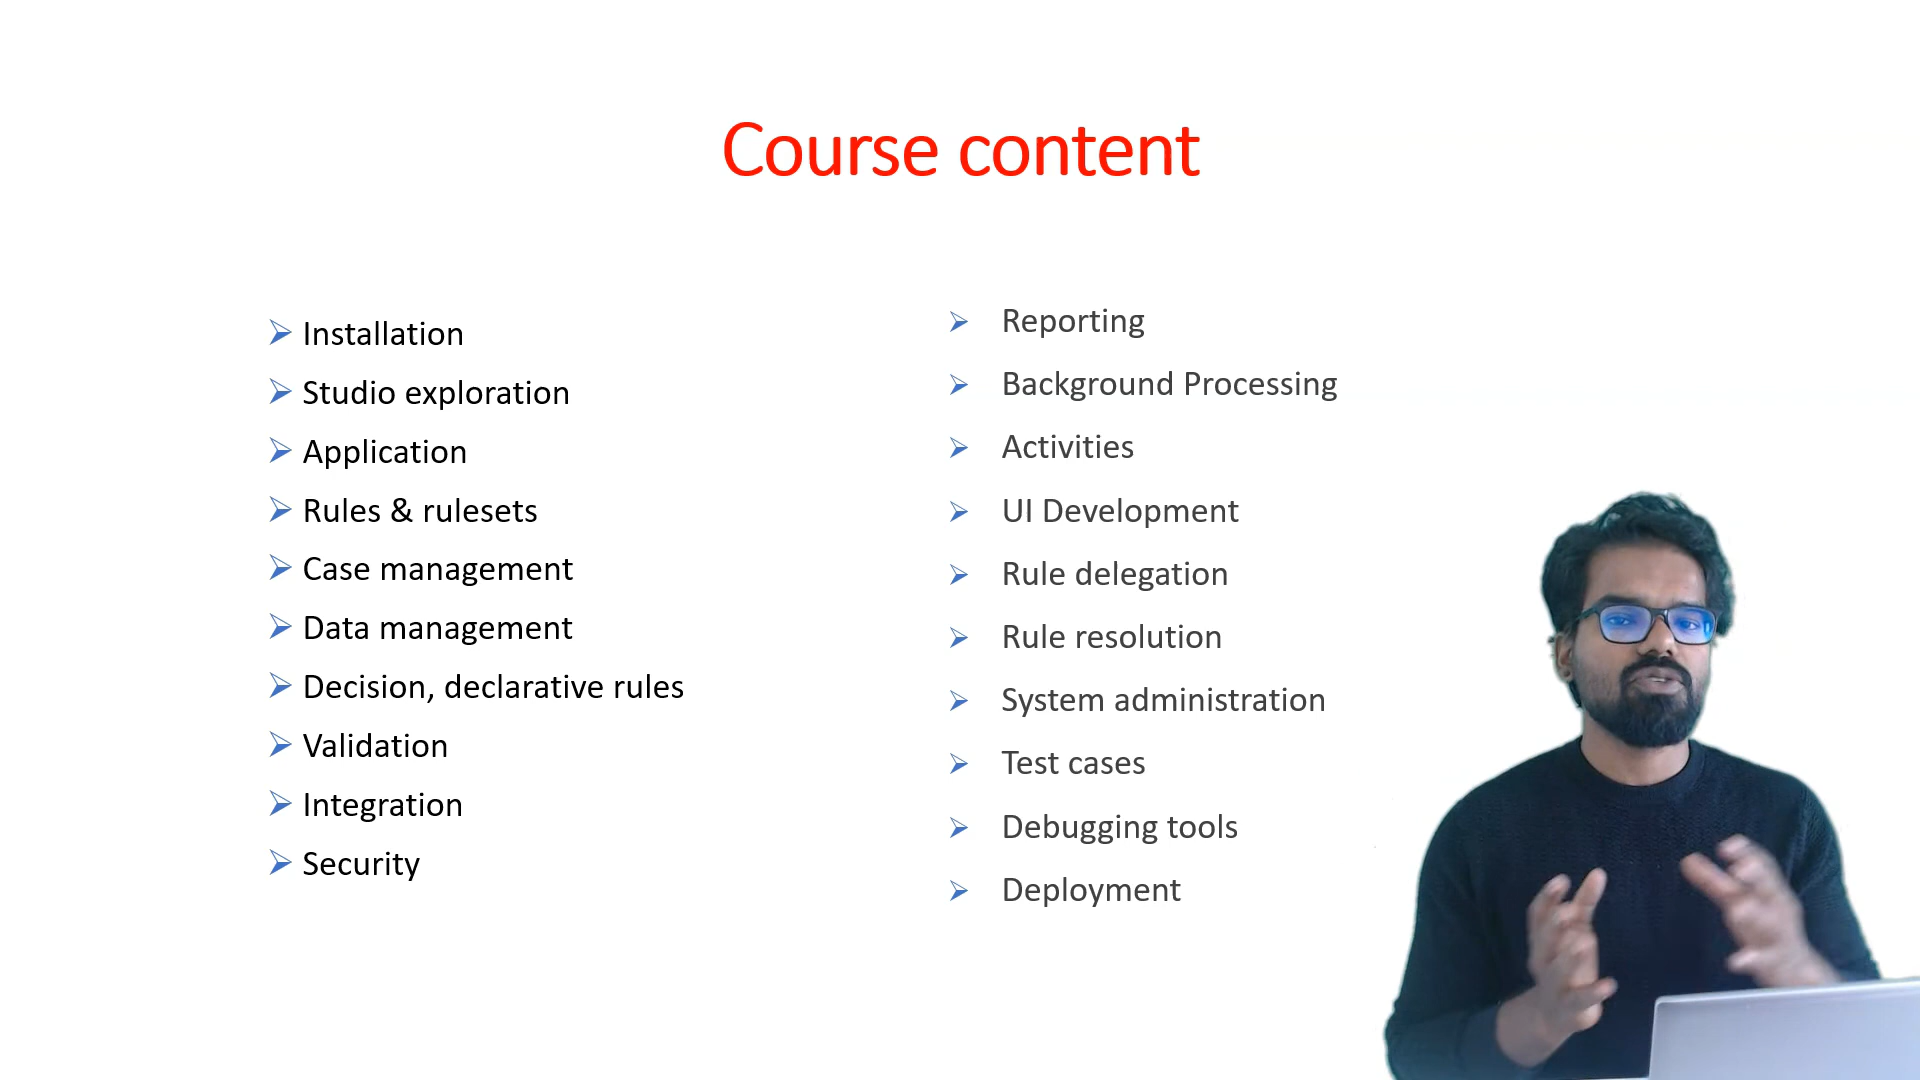 Course content
Installation
Studio exploration
Application
Rules & rulesets
Case management
Data management
Decision, declarative rules
Validation
Integration
Security
Reporting
Background Processing
Activities
UI Development
Rule delegation
Rule resolution
System administration
Test cases
Debugging tools
Deployment